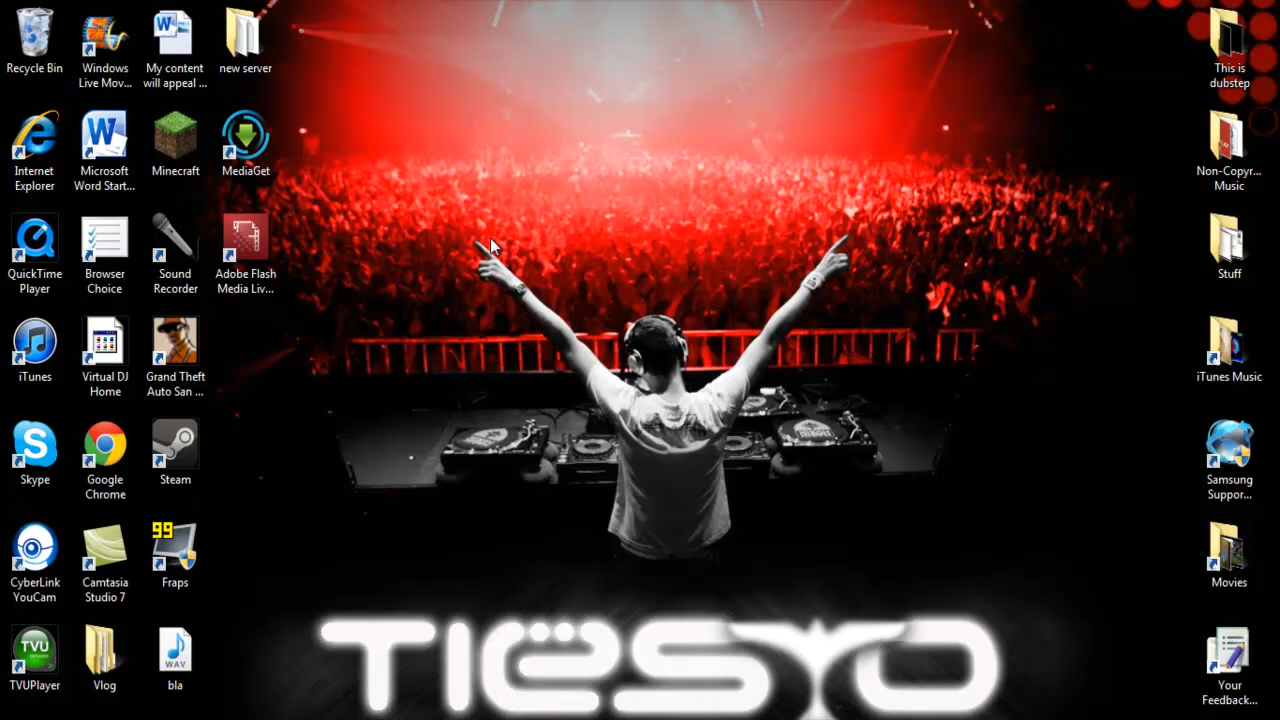 Recycle Bin
Windows
Live Mov...
My content
will appeal ...
new server
Internet
Explorer
Microsoft
Word Start...
Minecraft
MediaGet
QuickTime
Player
Browser
Choice
Sound
Recorder
Adobe Flash
Media Liv...
iTunes
Virtual DJ
Home
Grand Theft
Auto San ...
Skype
Google
Chrome
Steam
CyberLink
YouCam
Camtasia
Studio 7
99
Fraps
TVU
TVUPlayer
Vlog
WAV
bla
This is
dubstep
Non-Copyr...
Music
Stuff
iTunes Music
Samsung
Suppor...
Movies
Your
Feedback...
TIËSTO